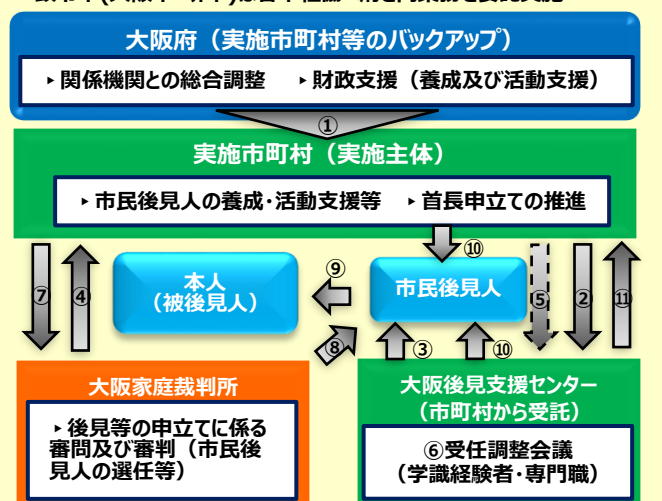 大阪府（実施市町村等のバックアップ）
▸関係機関との総合調整　▸財政支援（養成及び活動支援）
①
実施市町村（実施主体）
▸市民後見人の養成・活動支援等　▸首長申立ての推進
⑩
⑦
④
本人
（被後見人）
⑨
市民後見人
⑤
②
⑪
⑧
③
⑩
大阪家庭裁判所
▸後見等の申立てに係る
審問及び審判（市民後
見人の選任等）
大阪後見支援センター
（市町村から受託）
⑥受任調整会議
（学識経験者・専門職）